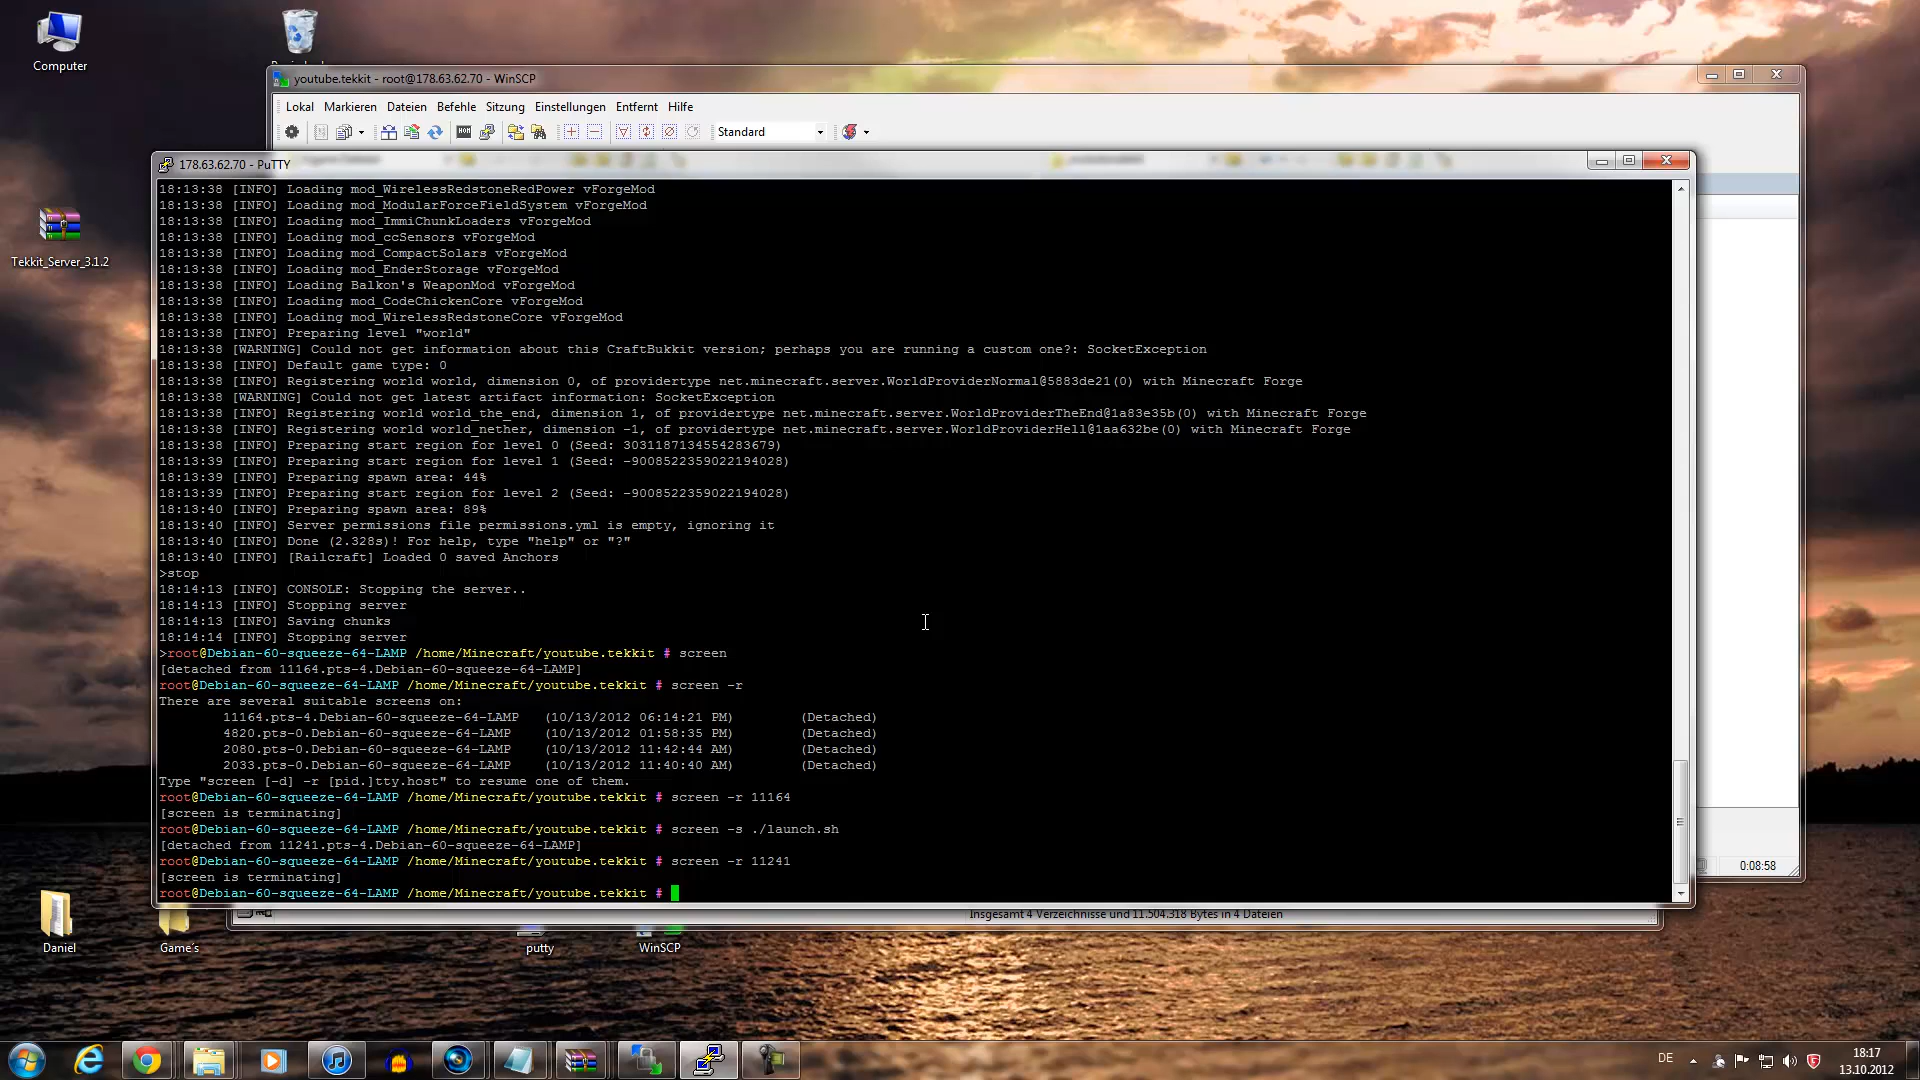 Computer
youtube.tekkit - root@178.63.62.70 - WinSCP
Lokal Markieren Dateien Befehle Sitzung Einstellungen Entfernt Hilfe
Standard
178.63.62.70 - PuTTY
18:13:38 [INFO] Loading mod_WirelessRedstoneRedPower vForgeMod
18:13:38 [INFO] Loading mod_ModularForceFieldSystem vForgeMod
18:13:38 [INFO] Loading mod_ImmiChunkLoaders vForgeMod
18:13:38 [INFO] Loading mod_ccSensors vForgeMod
18:13:38 [INFO] Loading mod_CompactSolars vForgeMod
18:13:38 [INFO] Loading mod_EnderStorage vForgeMod
18:13:38 [INFO] Loading Balkon's WeaponMod vForgeMod
18:13:38 [INFO] Loading mod_CodeChickenCore vForgeMod
18:13:38 [INFO] Loading mod_WirelessRedstoneCore vForgeMod
18:13:38 [INFO] Preparing level "world"
18:13:38 [WARNING] Could not get information about this CraftBukkit version; perhaps you are running a custom one?: SocketException
18:13:38 [INFO] Default game type: 0
18:13:38 [INFO] Registering world world, dimension 0, of providertype net.minecraft.server.WorldProviderNormal@5883de21(0) with Minecraft Forge
18:13:38 [WARNING] Could not get latest artifact information: SocketException
18:13:38 [INFO] Registering world world_the_end, dimension 1, of providertype net.minecraft.server.WorldProviderTheEnd@1a83e35b(0) with Minecraft Forge
18:13:38 [INFO] Registering world world_nether, dimension -1, of providertype net.minecraft.server.WorldProviderHell@1aa632be(0) with Minecraft Forge
18:13:38 [INFO] Preparing start region for level 0 (Seed: 3031187134554283679)
18:13:39 [INFO] Preparing start region for level 1 (Seed: -9008522359022194028)
18:13:39 [INFO] Preparing spawn area: 44%
18:13:39 [INFO] Preparing start region for level 2 (Seed: -9008522359022194028)
18:13:40 [INFO] Preparing spawn area: 89%
18:13:40 [INFO] Server permissions file permissions.yml is empty, ignoring it
18:13:40 [INFO] Done (2.328s)! For help, type "help" or "?"
18:13:40 [INFO] [Railcraft] Loaded 0 saved Anchors
>stop
18:14:13 [INFO] CONSOLE: Stopping the server..
18:14:13 [INFO] Stopping server
18:14:13 [INFO] Saving chunks
18:14:14 [INFO] Stopping server
>root@Debian-60-squeeze-64-LAMP /home/Minecraft/youtube.tekkit # screen
[detached from 11164.pts-4.Debian-60-squeeze-64-LAMP]
root@Debian-60-squeeze-64-LAMP /home/Minecraft/youtube.tekkit # screen -r
There are several suitable screens on:
11164.pts-4.Debian-60-squeeze-64-LAMP (10/13/2012 06:14:21 PM) (Detached)
4820.pts-0.Debian-60-squeeze-64-LAMP (10/13/2012 01:58:35 PM) (Detached)
2080.pts-0.Debian-60-squeeze-64-LAMP (10/13/2012 11:42:44 AM) (Detached)
2033.pts-0.Debian-60-squeeze-64-LAMP (10/13/2012 11:40:40 AM) (Detached)
Type "screen [-d] -r [pid.]tty.host" to resume one of them.
root@Debian-60-squeeze-64-LAMP /home/Minecraft/youtube.tekkit # screen -r 11164
[screen is terminating]
root@Debian-60-squeeze-64-LAMP /home/Minecraft/youtube.tekkit # screen -s ./launch.sh
[detached from 11241.pts-4.Debian-60-squeeze-64-LAMP]
root@Debian-60-squeeze-64-LAMP /home/Minecraft/youtube.tekkit # screen -r 11241
[screen is terminating]
root@Debian-60-squeeze-64-LAMP /home/Minecraft/youtube.tekkit #
Tekkit_Server_3.1.2
0:08:58
Insgesamt 4 Verzeichnisse und 11.504.318 Bytes in 4 Dateien
Daniel
Game´s
putty
WinSCP
DE
18:17
13.10.2012